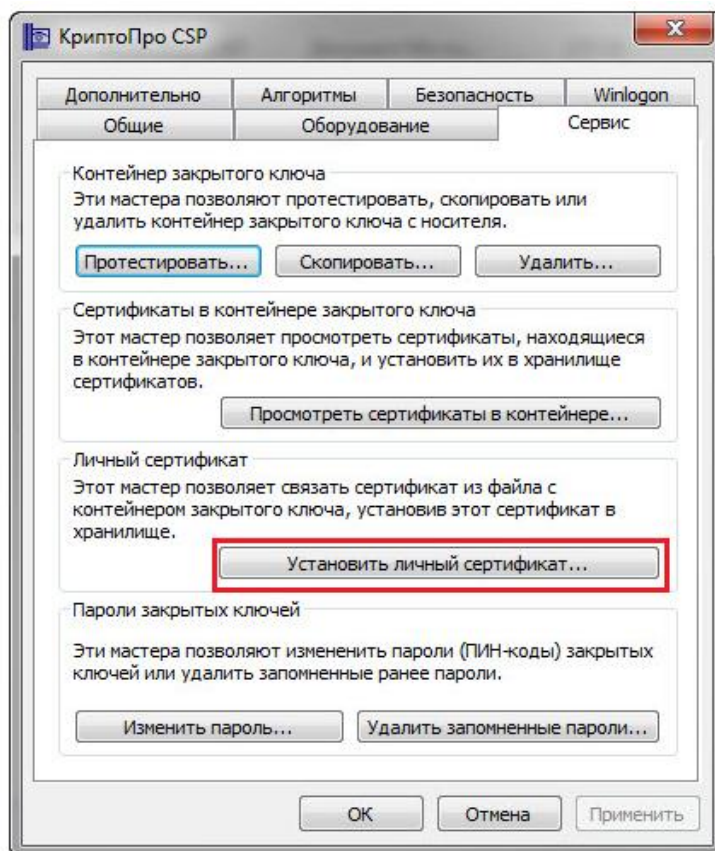 КриптоПро CSP
Дополнительно Алгоритмы Безопасность Winlogon
Общие Оборудование Сервис
Контейнер закрытого ключа
Эти мастера позволяют протестировать, скопировать или
удалить контейнер закрытого ключа с носителя.
Протестировать... Скопировать... Удалить...
Сертификаты в контейнере закрытого ключа
Этот мастер позволяет просмотреть сертификаты, находящиеся
в контейнере закрытого ключа, и установить их в хранилище
сертификатов.
Просмотреть сертификаты в контейнере...
Личный сертификат
Этот мастер позволяет связать сертификат из файла с
контейнером закрытого ключа, установив этот сертификат в
хранилище.
Установить личный сертификат...
Пароли закрытых ключей
Эти мастера позволяют измененить пароли (ПИН-коды) закрытых
ключей или удалить запомненные ранее пароли.
Изменить пароль... Удалить запомненные пароли...
ОК Отмена Применить